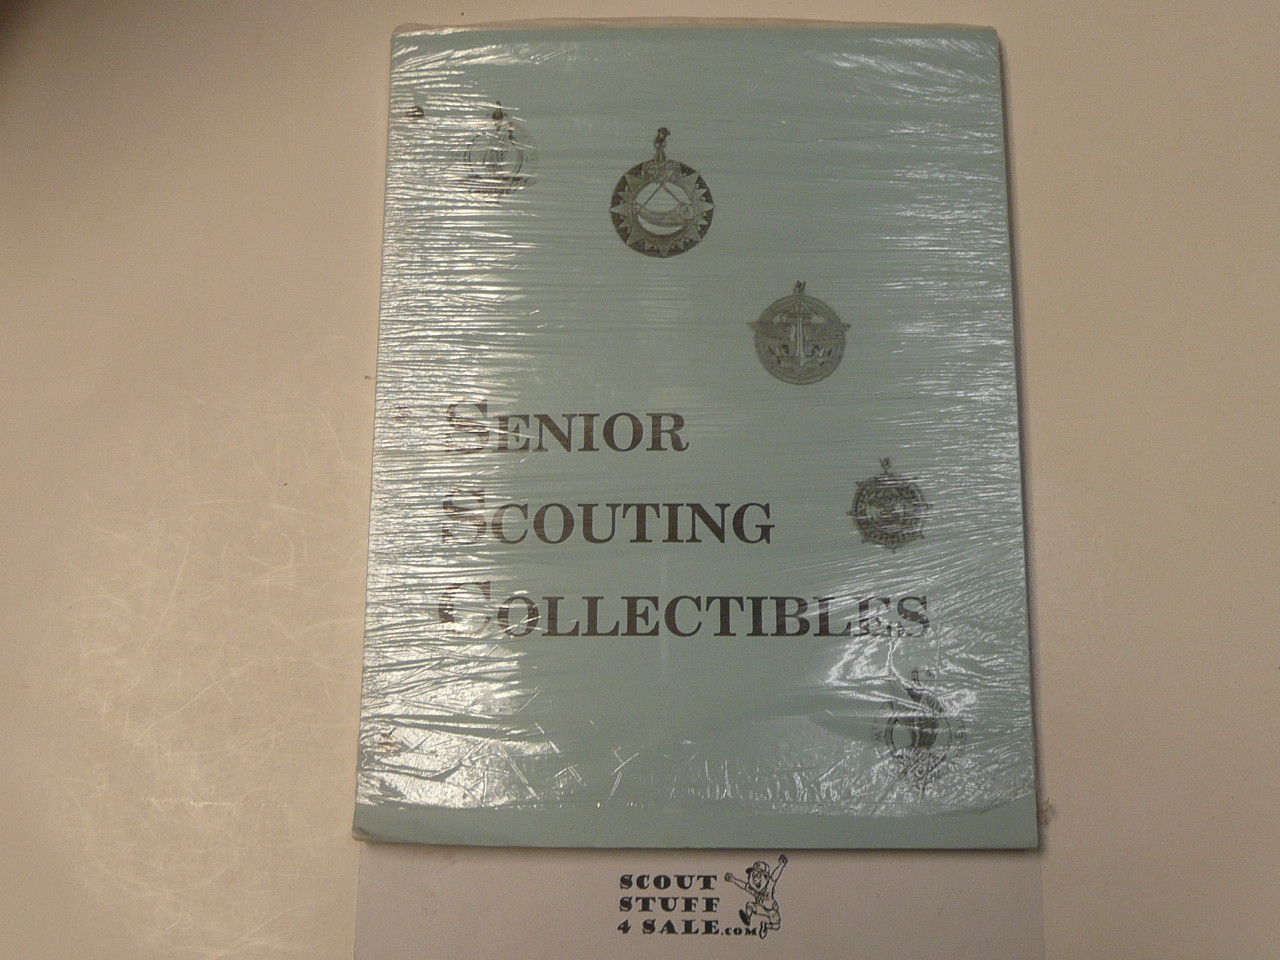 SENIOR
SCOUTING
COLLECTIBLES
W E
SCOUT
STUFF
4 SALE.COM